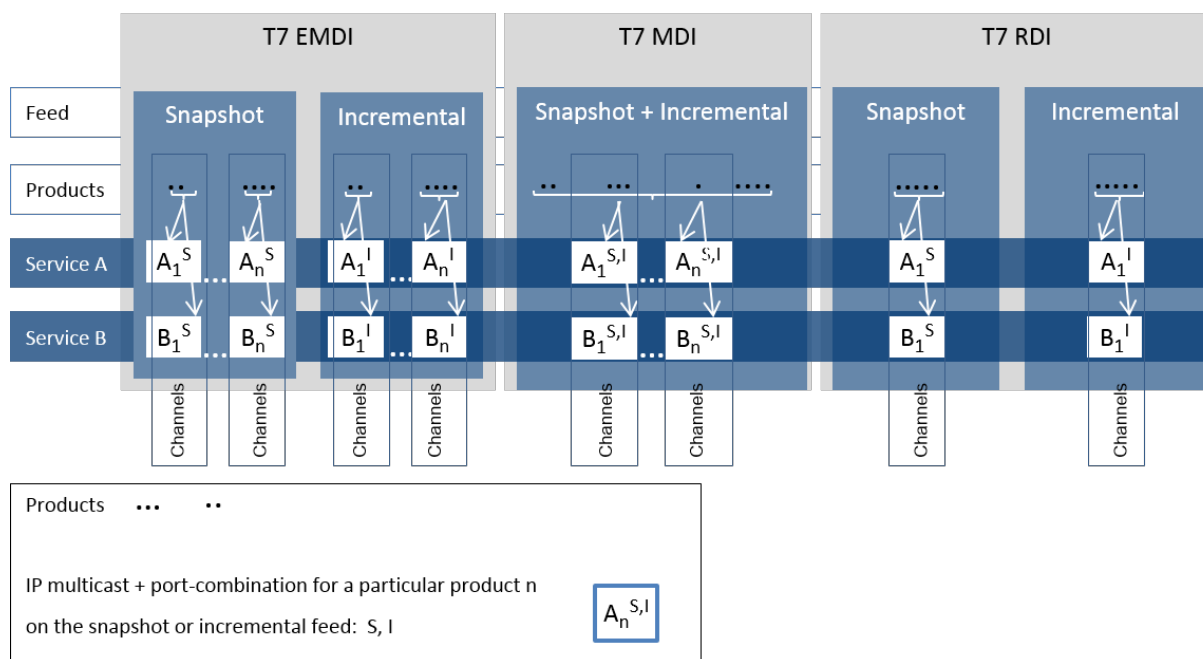 T7 EMDI T7 MDI T7 RDI
Feed Snapshot Incremental Snapshot + Incremental Snapshot Incremental
Products •• •••• •• •••• •• ••• • •••• ••••• •••••
Service A A₁ˢ ... Aₙˢ A₁ᴵ ... Aₙᴵ A₁ˢ,ᴵ ... Aₙˢ,ᴵ A₁ˢ A₁ᴵ
Service B B₁ˢ ... Bₙˢ B₁ᴵ ... Bₙᴵ B₁ˢ,ᴵ ... Bₙˢ,ᴵ B₁ˢ B₁ᴵ
Channels Channels Channels Channels Channels Channels Channels Channels
Products ••• ••
IP multicast + port-combination for a particular product n
on the snapshot or incremental feed: S, I
Aₙˢ,ᴵ